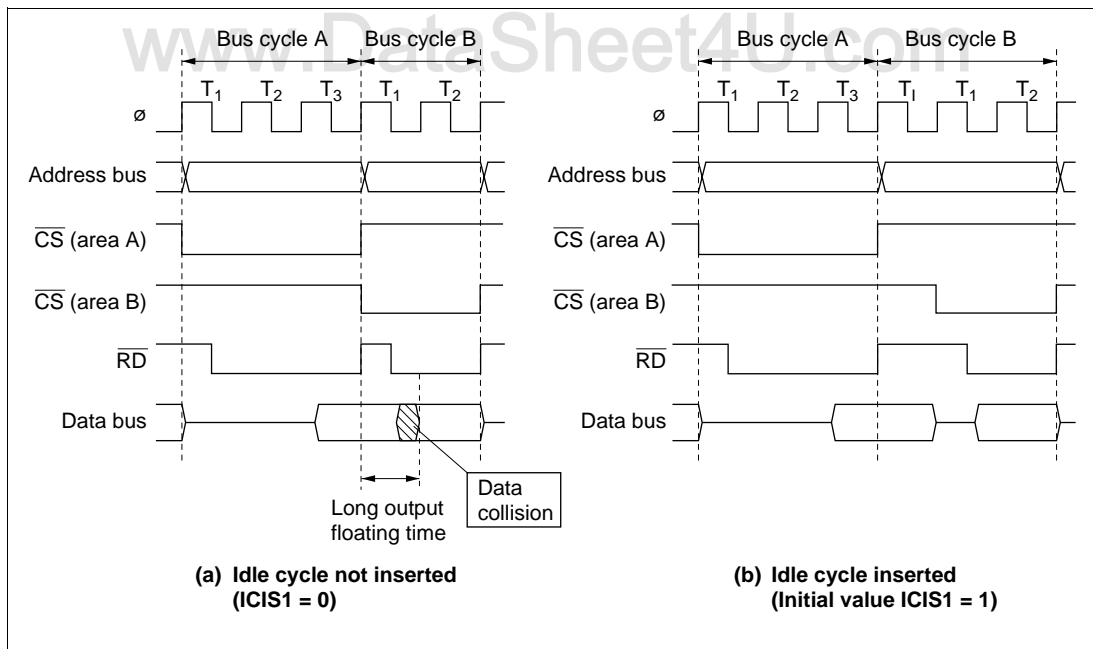 www.DataSheet4U.com
Bus cycle A Bus cycle B
T1 T2 T3 T1 T2
ø
Address bus
CS (area A)
CS (area B)
RD
Data bus
Long output
floating time
Data
collision
(a) Idle cycle not inserted
(ICIS1 = 0)
Bus cycle A Bus cycle B
T1 T2 T3 TI T1 T2
ø
Address bus
CS (area A)
CS (area B)
RD
Data bus
(b) Idle cycle inserted
(Initial value ICIS1 = 1)